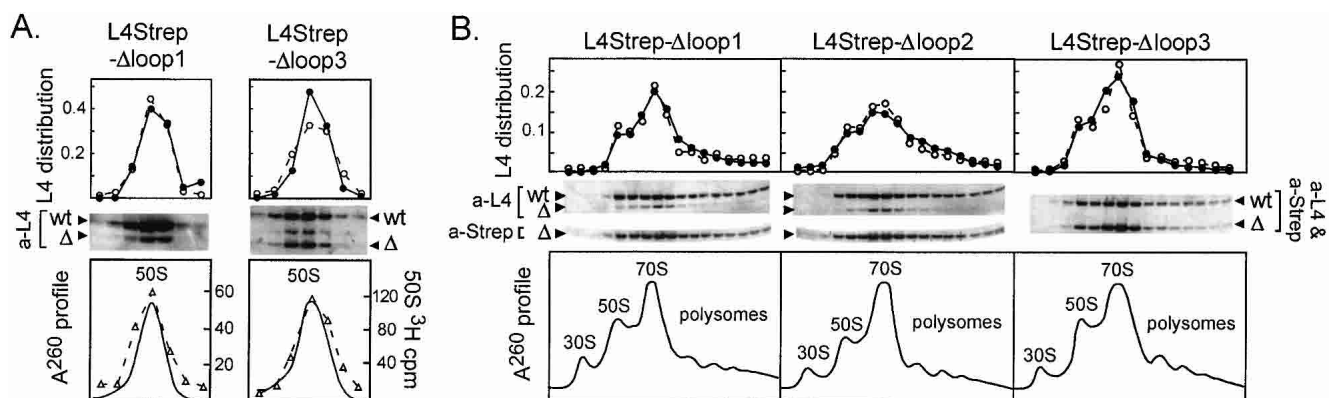 A.
L4Strep
-Δloop1
L4Strep
-Δloop3
L4 distribution
0.4
0.2
a-L4
wt
Δ
wt
Δ
A260 profile
50S
60
40
20
50S
120
80
40
50S 3H cpm
B.
L4Strep-Δloop1
L4Strep-Δloop2
L4Strep-Δloop3
L4 distribution
0.2
0.1
a-L4
wt
Δ
a-Strep
Δ
wt
Δ
a-L4 &
a-Strep
A260 profile
30S
50S
70S
polysomes
30S
50S
70S
polysomes
30S
50S
70S
polysomes